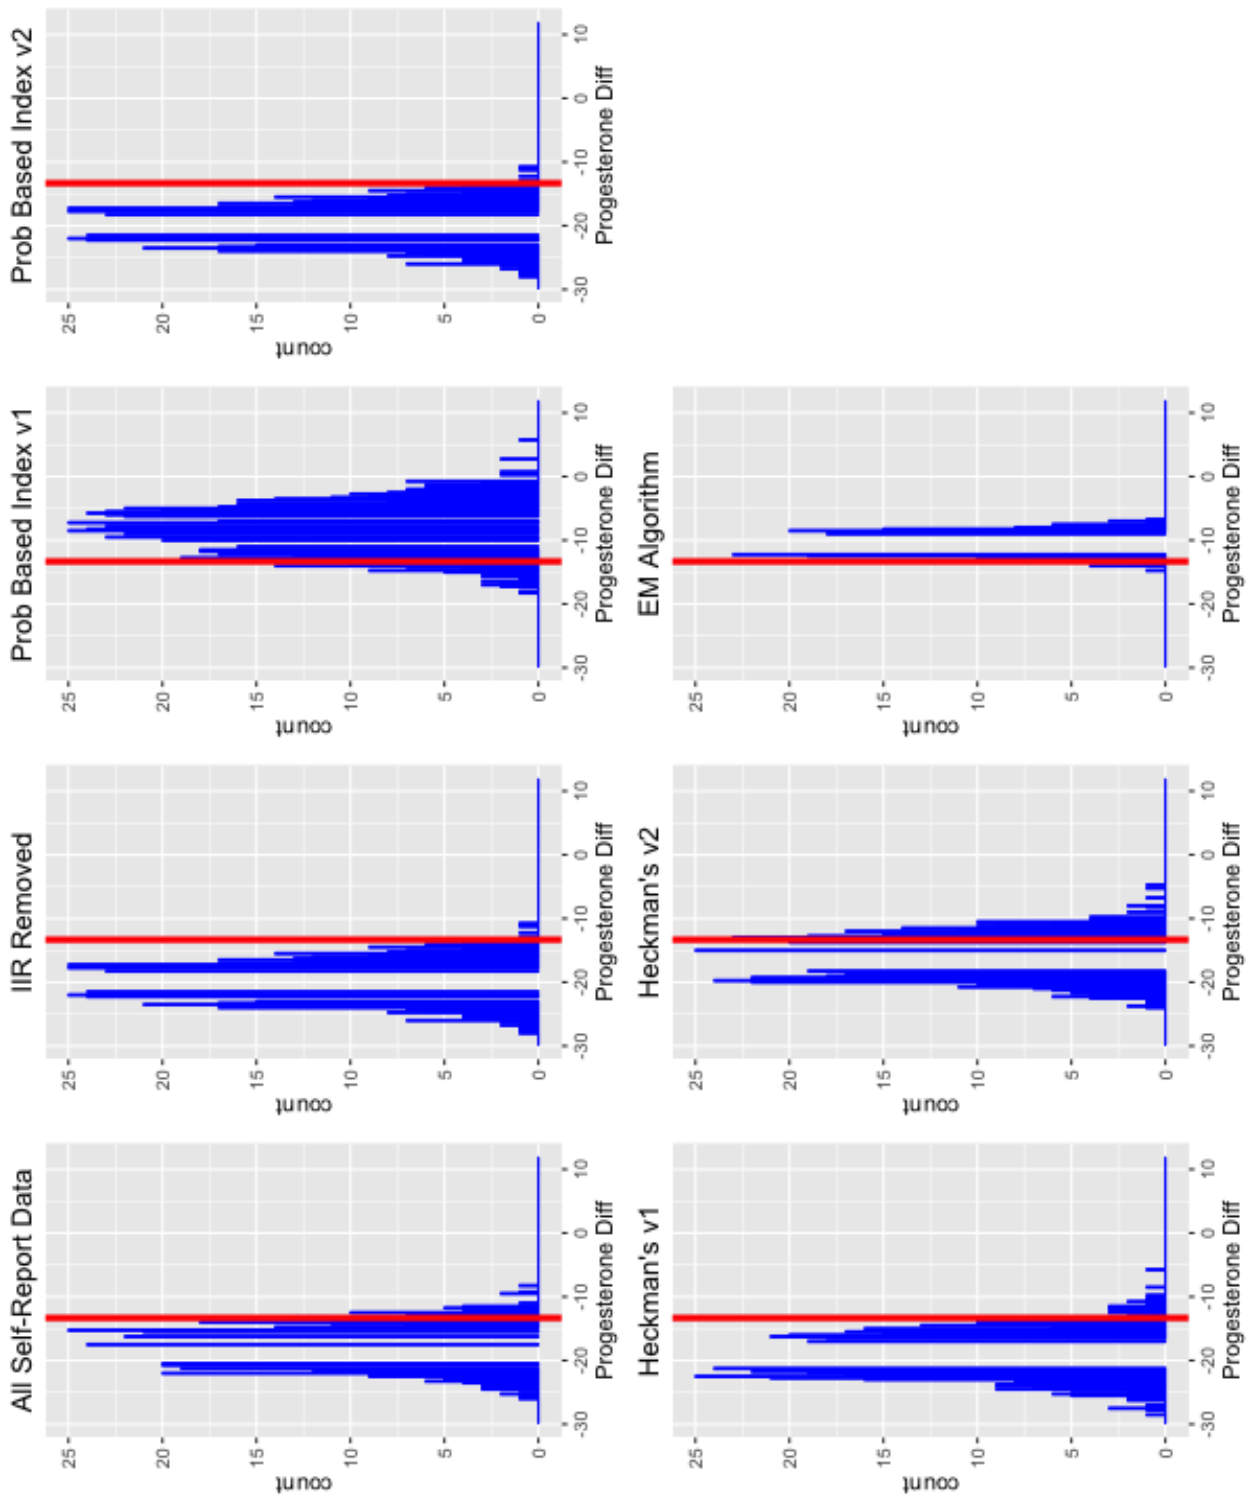 All Self-Report Data
25
20
15
10
5
0
count
-30 -20 -10 0 10
Progesterone Diff
IIR Removed
25
20
15
10
5
0
count
-30 -20 -10 0 10
Progesterone Diff
Prob Based Index v1
25
20
15
10
5
0
count
-30 -20 -10 0 10
Progesterone Diff
Prob Based Index v2
25
20
15
10
5
0
count
-30 -20 -10 0 10
Progesterone Diff
Heckman's v1
25
20
15
10
5
0
count
-30 -20 -10 0 10
Progesterone Diff
Heckman's v2
25
20
15
10
5
0
count
-30 -20 -10 0 10
Progesterone Diff
EM Algorithm
25
20
15
10
5
0
count
-30 -20 -10 0 10
Progesterone Diff